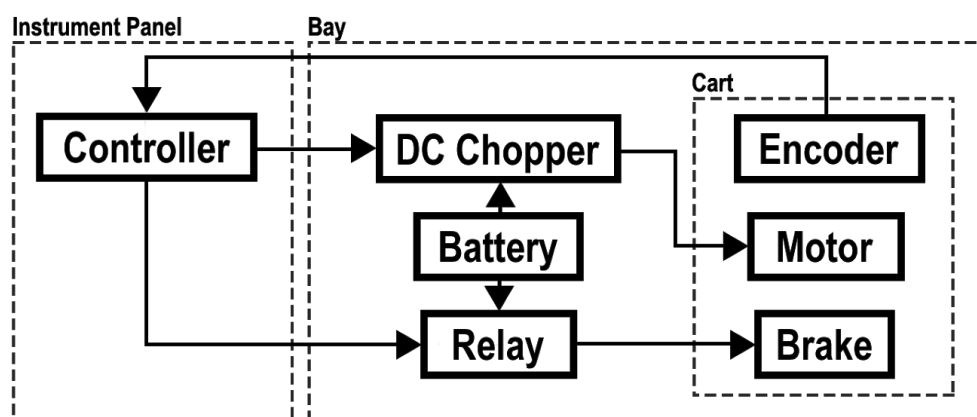 Instrument Panel
Bay
Cart
Controller
DC Chopper
Encoder
Battery
Motor
Relay
Brake